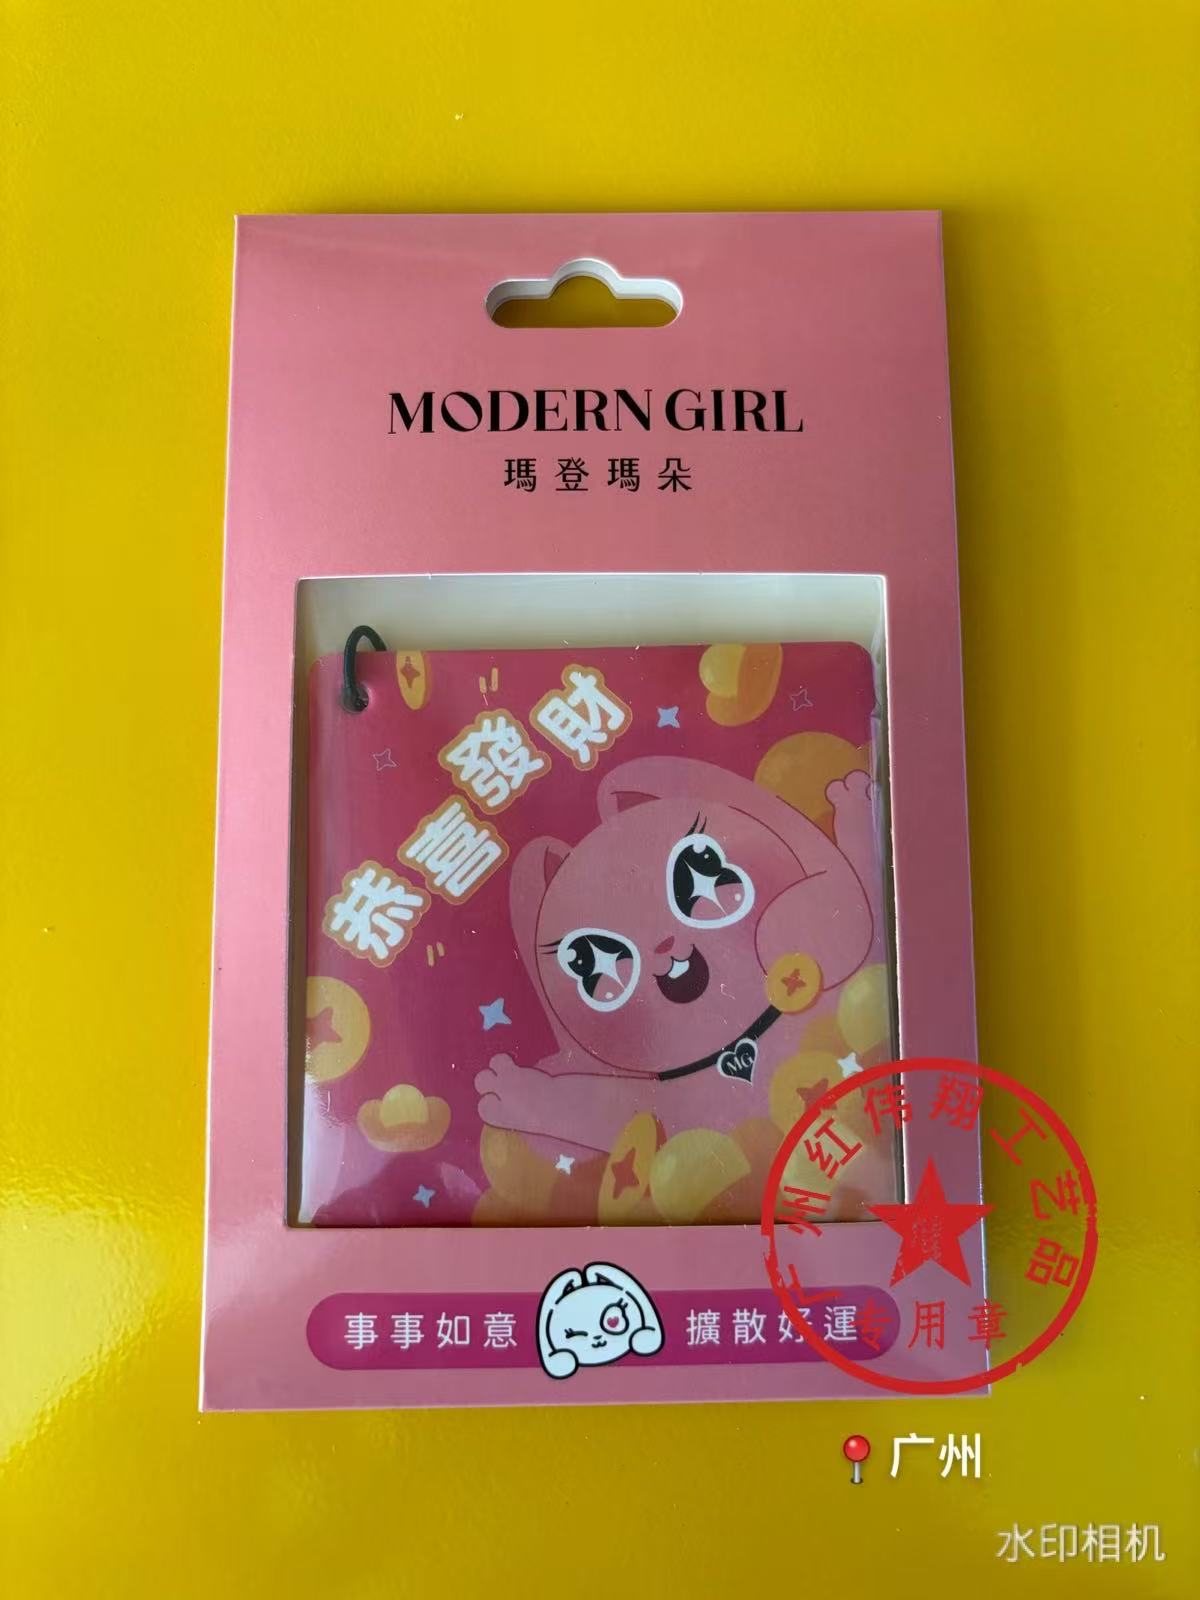 MODERN GIRL
瑪登瑪朵
恭喜發財
MG
事事如意 擴散好運
广州红伟翔工艺品
专用章
广州
水印相机